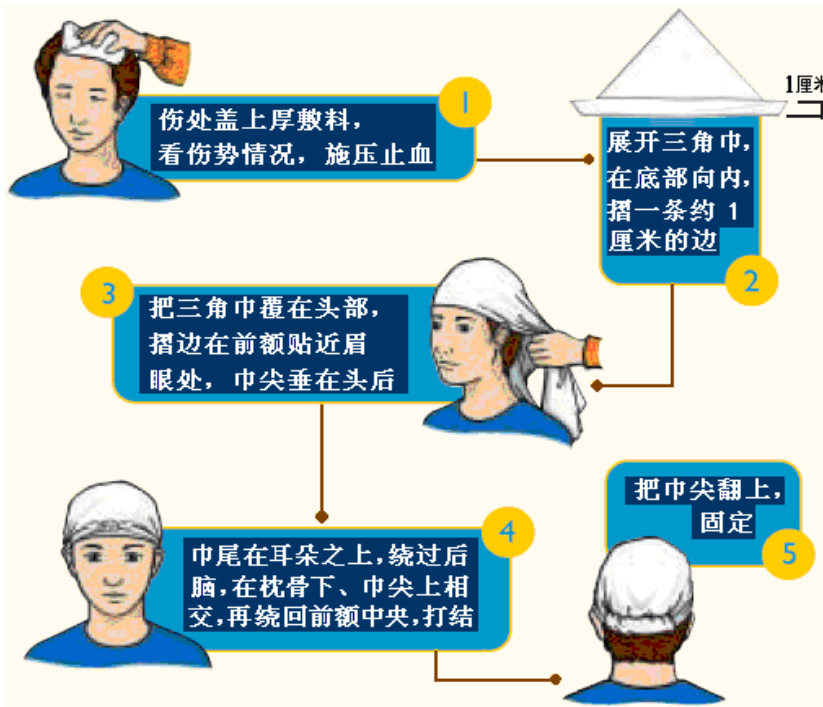 1
伤处盖上厚敷料，
看伤势情况，施压止血
1厘米
展开三角巾，
在底部向内，
摺一条约 1
厘米的边
2
3
把三角巾覆在头部，
摺边在前额贴近眉
眼处，巾尖垂在头后
4
巾尾在耳朵之上，绕过后
脑，在枕骨下、巾尖上相
交，再绕回前额中央，打结
把巾尖翻上，
固定
5